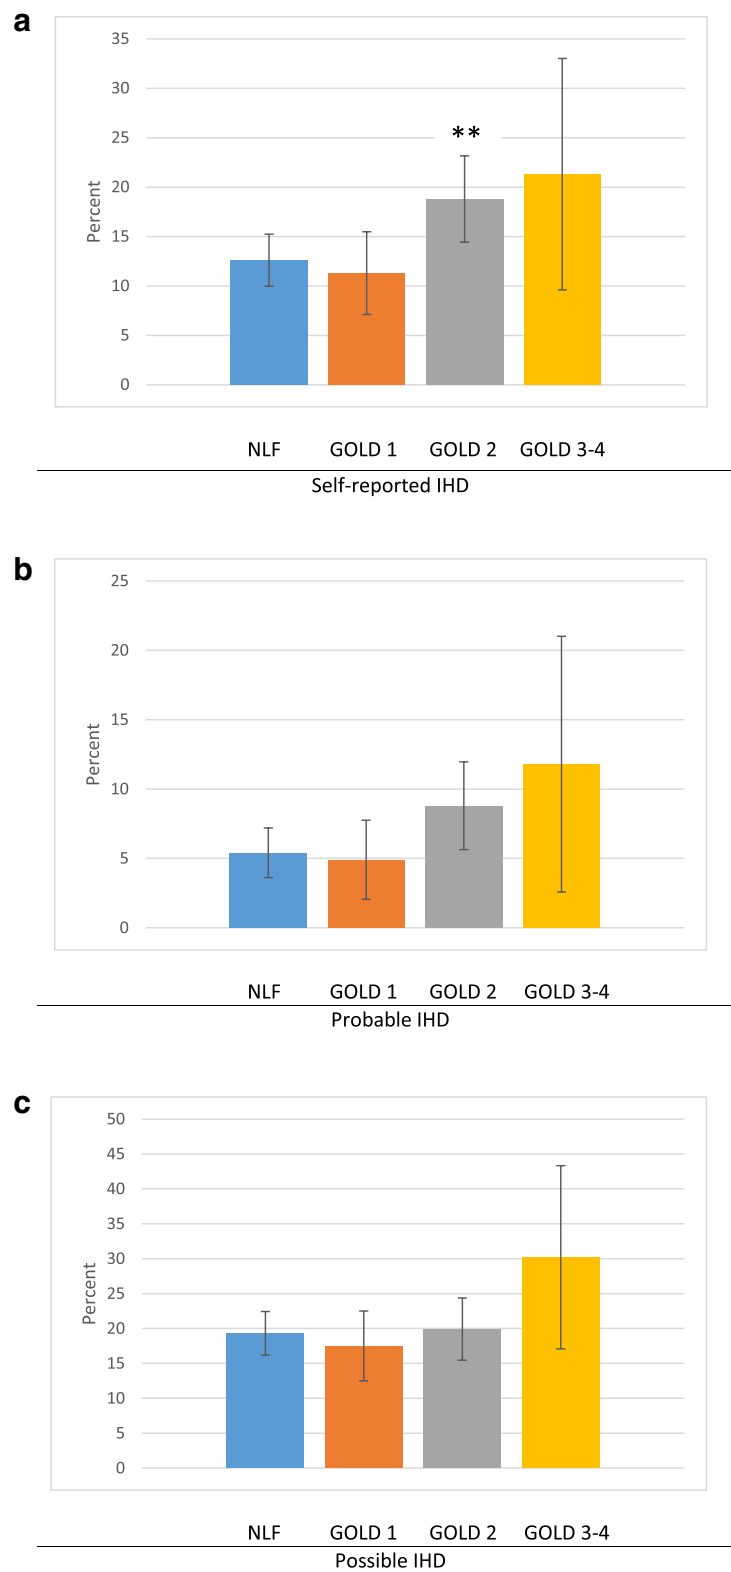 a
35
30
25
20
15
10
5
0
Percent
**
NLF GOLD 1 GOLD 2 GOLD 3-4
Self-reported IHD
b
25
20
15
10
5
0
Percent
NLF GOLD 1 GOLD 2 GOLD 3-4
Probable IHD
c
50
45
40
35
30
25
20
15
10
5
0
Percent
NLF GOLD 1 GOLD 2 GOLD 3-4
Possible IHD